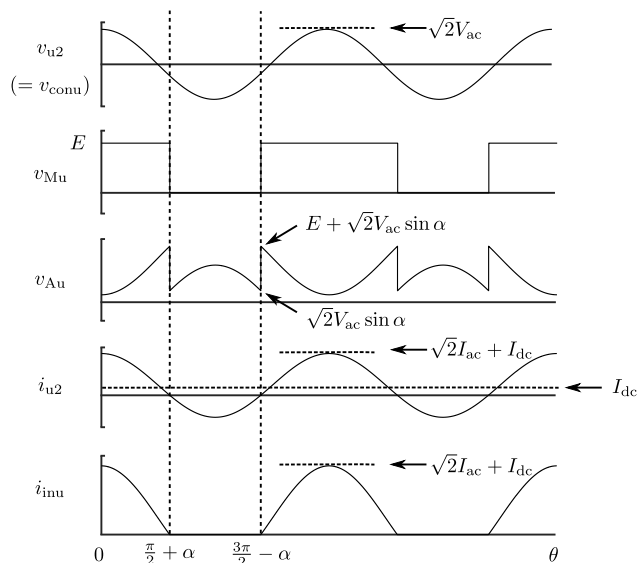 √2V_ac
v_u2
(= v_conu)
E
v_Mu
E + √2V_ac sin α
v_Au
√2V_ac sin α
√2I_ac + I_dc
i_u2
I_dc
√2I_ac + I_dc
i_inu
0 π/2 + α 3π/2 − α θ